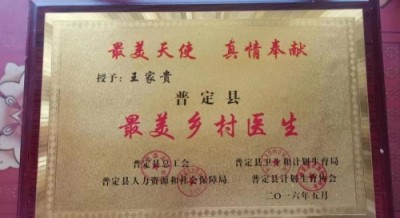 最美天使 真情奉献
授予：王家贵
普定县
最美乡村医生
普定县总工会 普定县卫生和计划生育局
普定县人力资源和社会保障局 普定县计划生育协会
二〇一六年五月